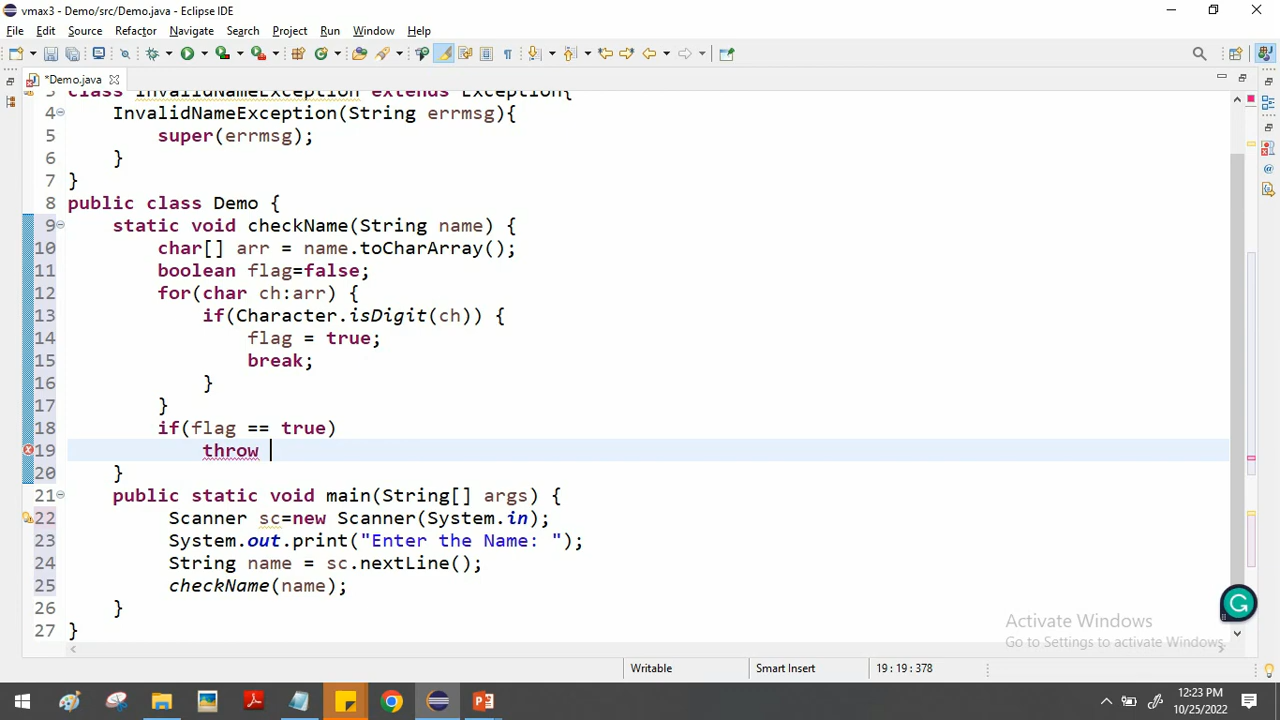 vmax3 - Demo/src/Demo.java - Eclipse IDE
File Edit Source Refactor Navigate Search Project Run Window Help
*Demo.java
3 class InvalidNameException extends Exception{
4 InvalidNameException(String errmsg){
5 super(errmsg);
6 }
7 }
8 public class Demo {
9 static void checkName(String name) {
10 char[] arr = name.toCharArray();
11 boolean flag=false;
12 for(char ch:arr) {
13 if(Character.isDigit(ch)) {
14 flag = true;
15 break;
16 }
17 }
18 if(flag == true)
19 throw
20 }
21 public static void main(String[] args) {
22 Scanner sc=new Scanner(System.in);
23 System.out.print("Enter the Name: ");
24 String name = sc.nextLine();
25 checkName(name);
26 }
27 }
Activate Windows
Go to Settings to activate Windows.
Writable Smart Insert 19 : 19 : 378
12:23 PM
10/25/2022